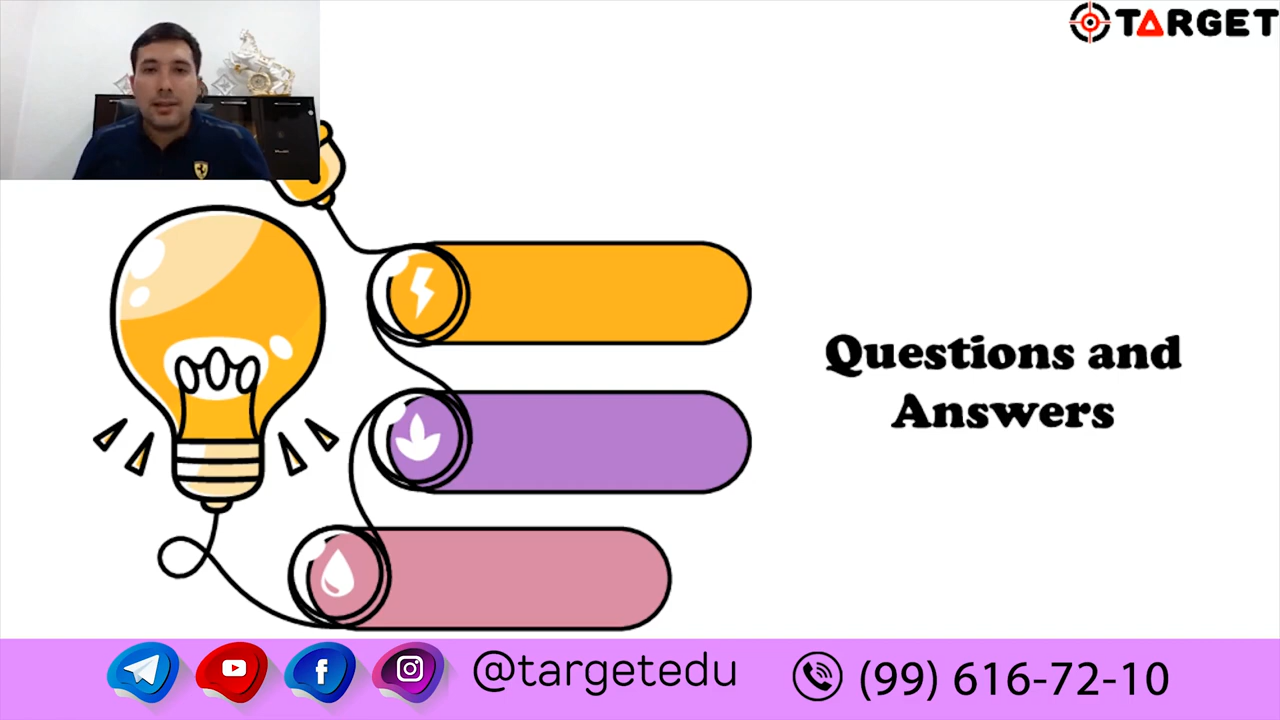 TARGET
Questions and
Answers
@targetedu
(99) 616-72-10